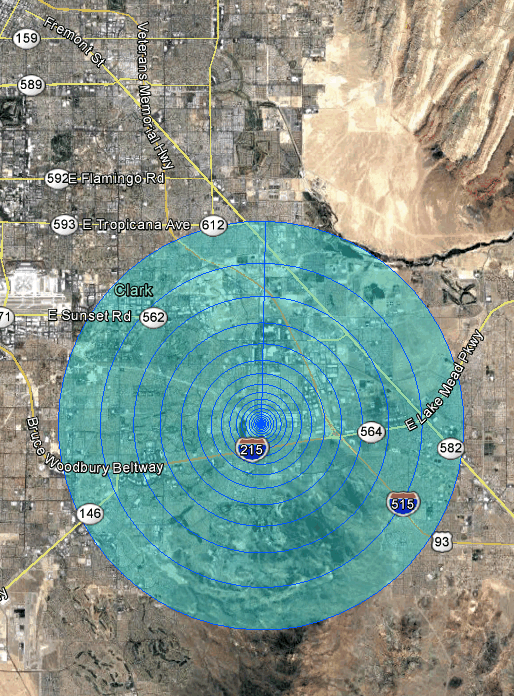 159
Fremont St
Veterans Memorial Hwy
589
592
E Flamingo Rd
593
E Tropicana Ave
612
Clark
71
E Sunset Rd
562
E Lake Mead Pkwy
Bruce Woodbury Beltway
215
564
582
146
515
93